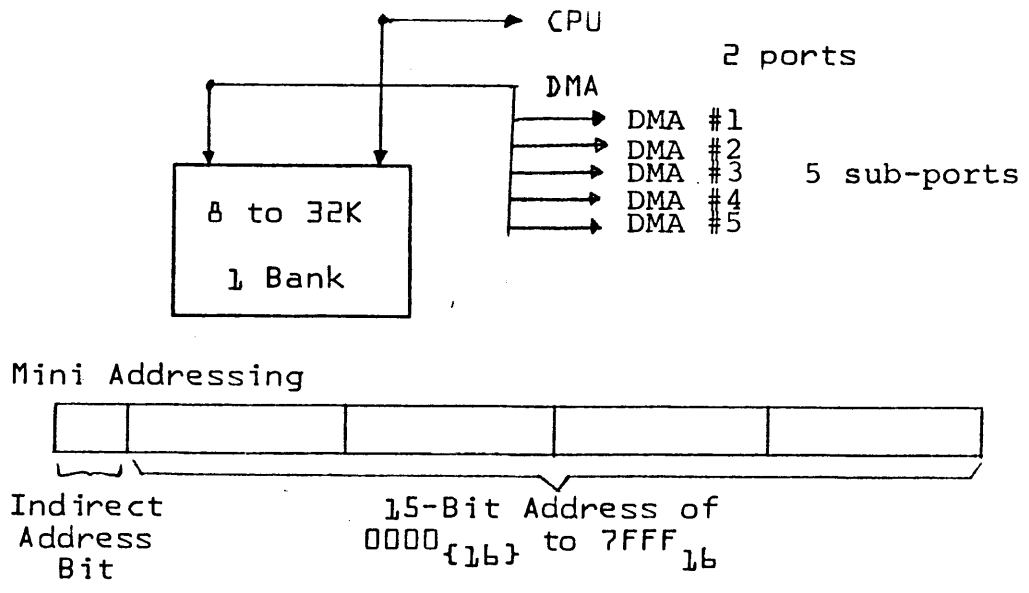 CPU
2 ports
DMA
DMA #1
DMA #2
DMA #3
5 sub-ports
DMA #4
DMA #5
8 to 32K
1 Bank
Mini Addressing
Indirect
Address
Bit
15-Bit Address of
0000{16} to 7FFF16